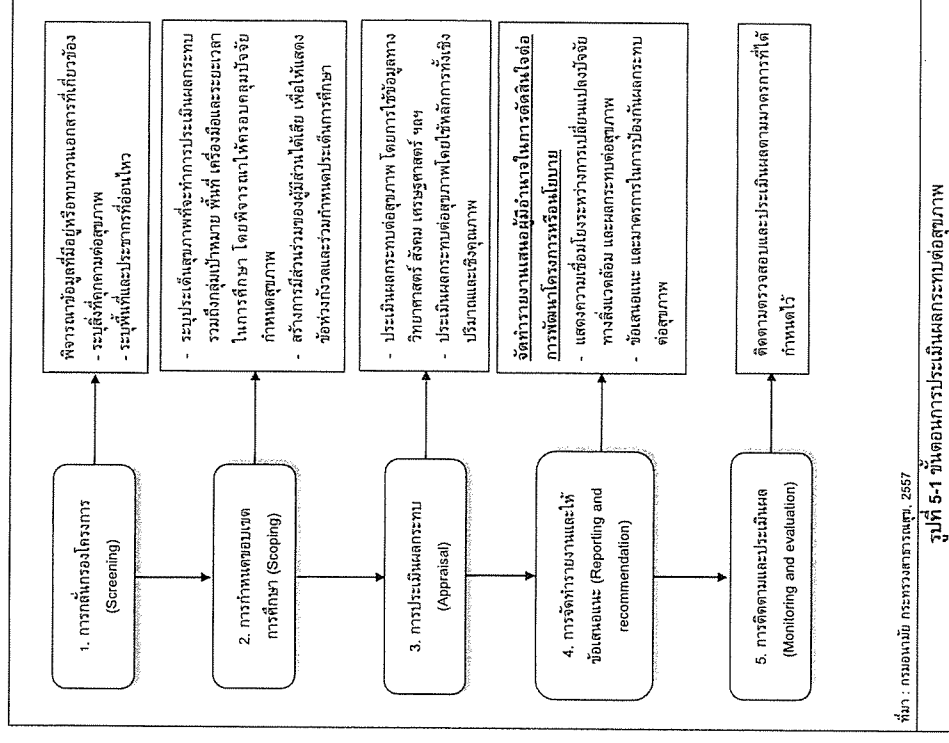 1. การกลั่นกรองโครงการ
(Screening)
พิจารณาข้อมูลที่มีอยู่หรือทบทวนเอกสารที่เกี่ยวข้อง
- ระบุสิ่งที่คุกคามต่อสุขภาพ
- ระบุพื้นที่และประชากรที่อ่อนไหว
2. การกำหนดขอบเขต
การศึกษา (Scoping)
- ระบุประเด็นสุขภาพที่จะทำการประเมินผลกระทบ
รวมถึงกลุ่มเป้าหมาย พื้นที่ เครื่องมือและระยะเวลา
ในการศึกษา โดยพิจารณาให้ครอบคลุมปัจจัย
กำหนดสุขภาพ
- สร้างการมีส่วนร่วมของผู้มีส่วนได้เสีย เพื่อให้แสดง
ข้อห่วงกังวลและร่วมกำหนดประเด็นการศึกษา
3. การประเมินผลกระทบ
(Appraisal)
- ประเมินผลกระทบต่อสุขภาพ โดยการใช้ข้อมูลทาง
วิทยาศาสตร์ สังคม เศรษฐศาสตร์ ฯลฯ
- ประเมินผลกระทบต่อสุขภาพโดยใช้หลักการทั้งเชิง
ปริมาณและเชิงคุณภาพ
4. การจัดทำรายงานและให้
ข้อเสนอแนะ (Reporting and
recommendation)
จัดทำรายงานเสนอผู้มีอำนาจในการตัดสินใจต่อ
การพัฒนาโครงการหรือนโยบาย
- แสดงความเชื่อมโยงระหว่างการเปลี่ยนแปลงปัจจัย
ทางสิ่งแวดล้อม และผลกระทบต่อสุขภาพ
- ข้อเสนอแนะ และมาตรการในการป้องกันผลกระทบ
ต่อสุขภาพ
5. การติดตามและประเมินผล
(Monitoring and evaluation)
ติดตามตรวจสอบและประเมินผลตามมาตรการที่ได้
กำหนดไว้
ที่มา : กรมอนามัย กระทรวงสาธารณสุข, 2557
รูปที่ 5-1 ขั้นตอนการประเมินผลกระทบต่อสุขภาพ